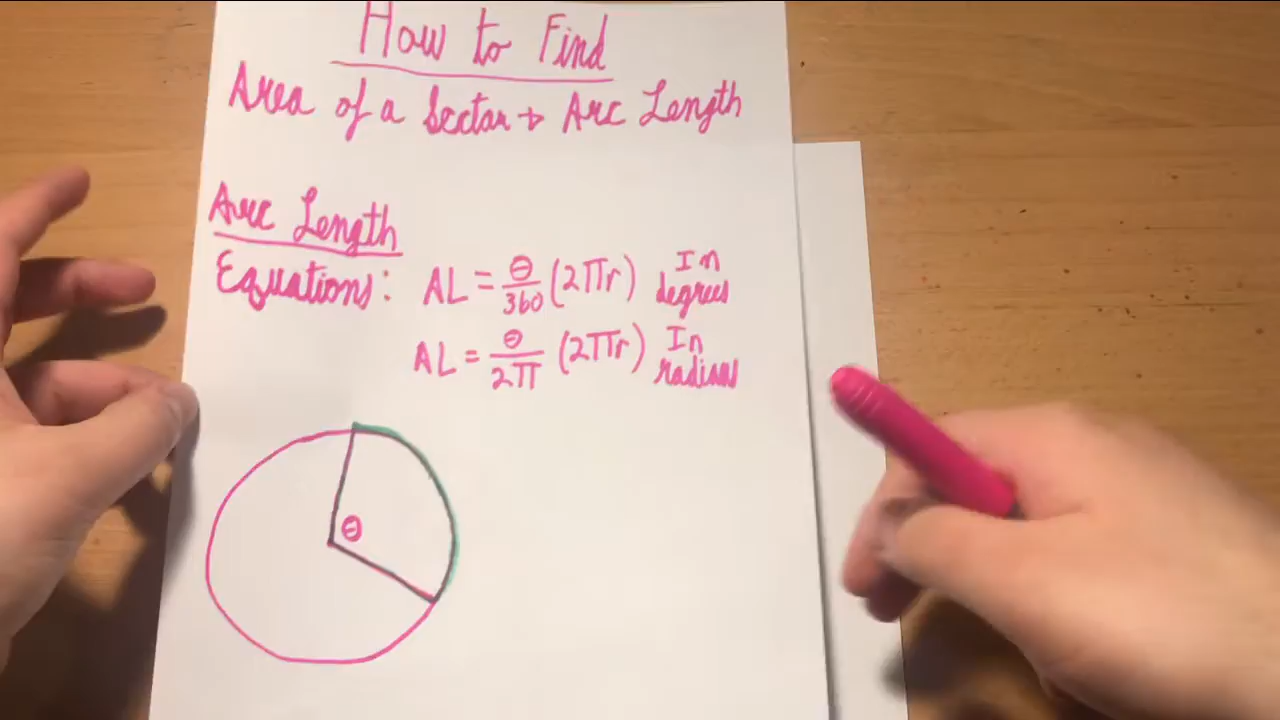 How to Find
Area of a Sector + Arc Length
Arc Length
Equations: AL = θ/360 (2πr) In degrees
AL = θ/2π (2πr) In radians
θ